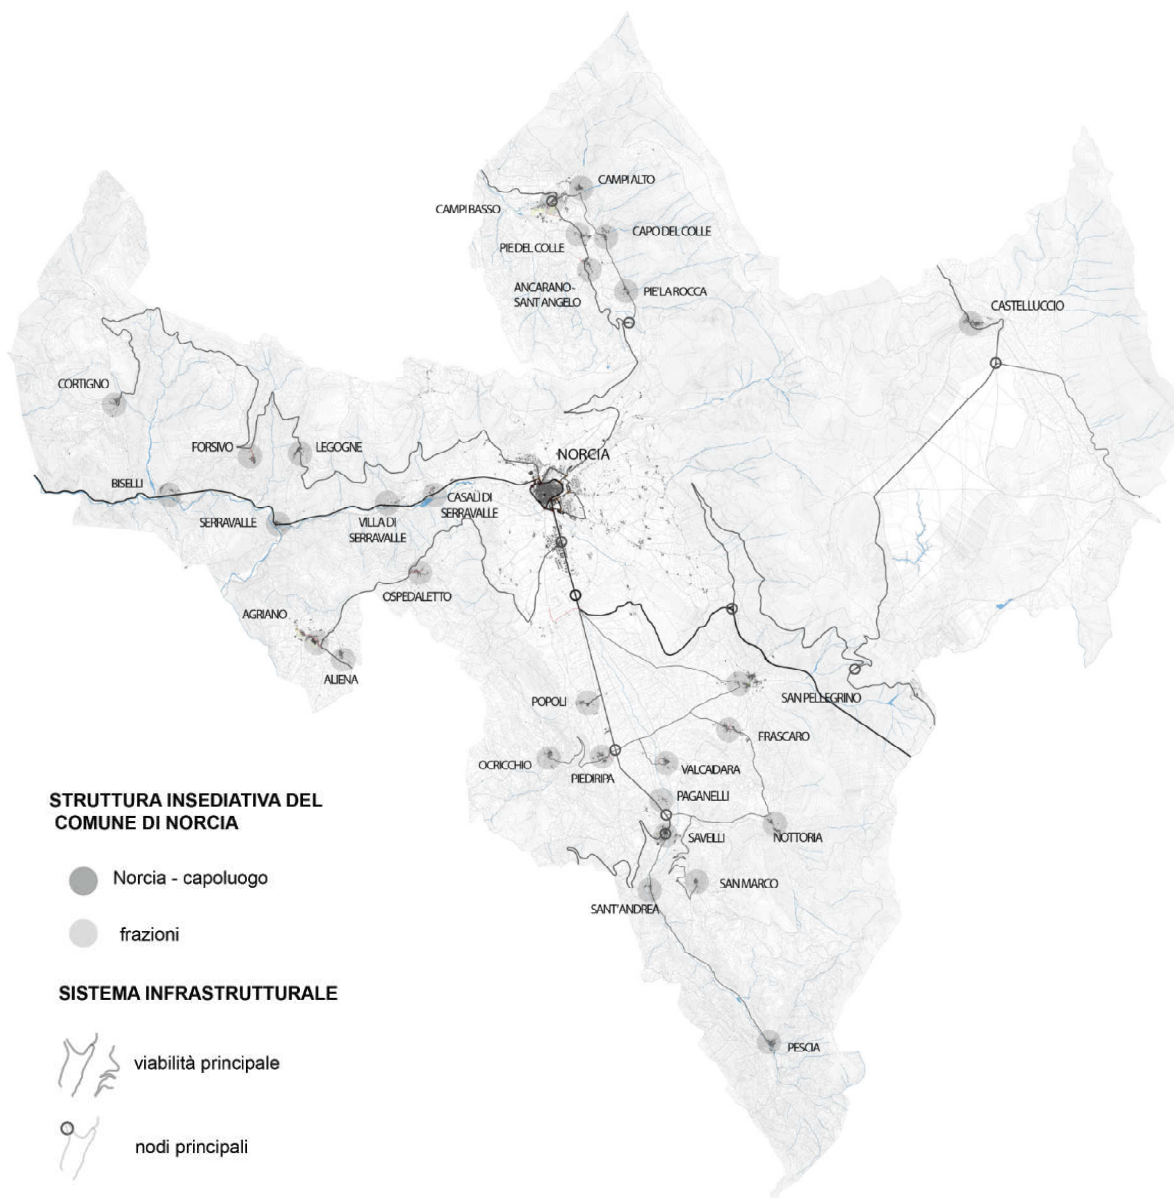 CAMPI ALTO
CAMPI BASSO
CAPO DEL COLLE
PIE DEL COLLE
ANCARANO -
SANT ANGELO
PIE'LA ROCCA
CASTELLUCCIO
CORTIGNO
FORSIVO
LEGOGNE
NORCIA
BISELLI
SERRAVALLE
VILLA DI
SERRAVALLE
CASALI DI
SERRAVALLE
OSPEDALETTO
AGRIANO
ALIENA
POPOLI
SAN PELLEGRINO
FRASCARO
OCRICCHIO
PIEDIRIPA
VALCALDARA
PAGANELLI
SAVELLI
NOTTORIA
SAN MARCO
SANT'ANDREA
PESCIA
STRUTTURA INSEDIATIVA DEL
COMUNE DI NORCIA
Norcia - capoluogo
frazioni
SISTEMA INFRASTRUTTURALE
viabilità principale
nodi principali